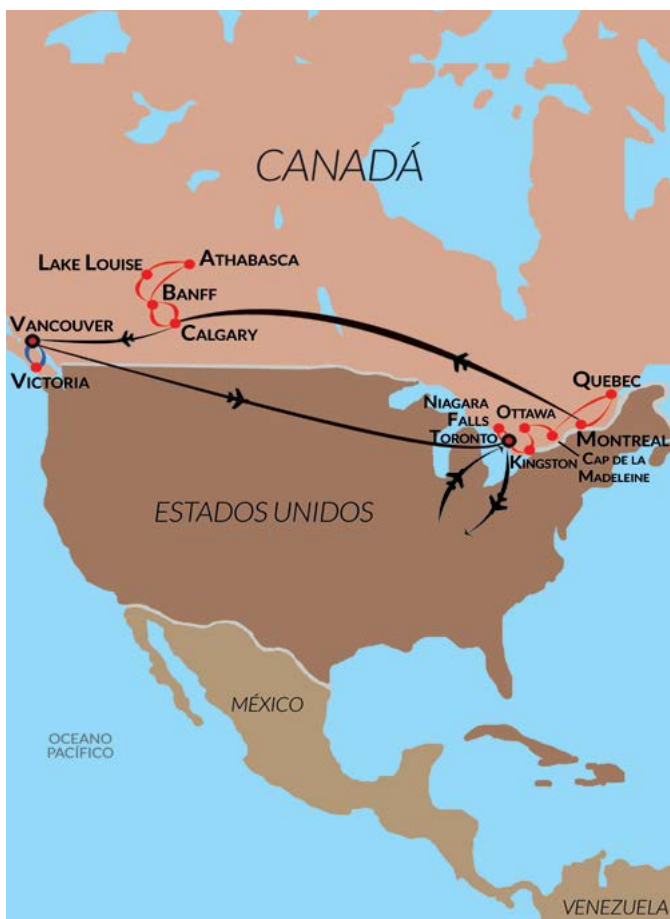 CANADÁ
LAKE LOUISE
ATHABASCA
BANFF
VANCOUVER
CALGARY
VICTORIA
QUEBEC
NIAGARA
FALLS
OTTAWA
TORONTO
MONTREAL
KINGSTON
CAP DE LA
MADELEINE
ESTADOS UNIDOS
MÉXICO
OCEANO
PACÍFICO
VENEZUELA